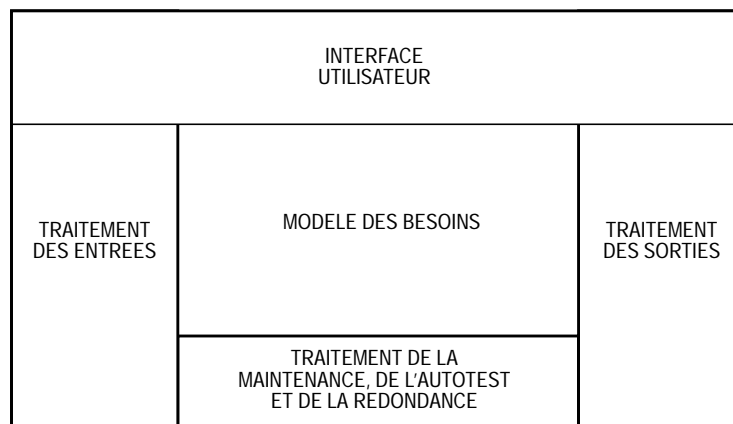 INTERFACE
UTILISATEUR
TRAITEMENT
DES ENTREES
MODELE DES BESOINS
TRAITEMENT
DES SORTIES
TRAITEMENT DE LA
MAINTENANCE, DE L'AUTOTEST
ET DE LA REDONDANCE